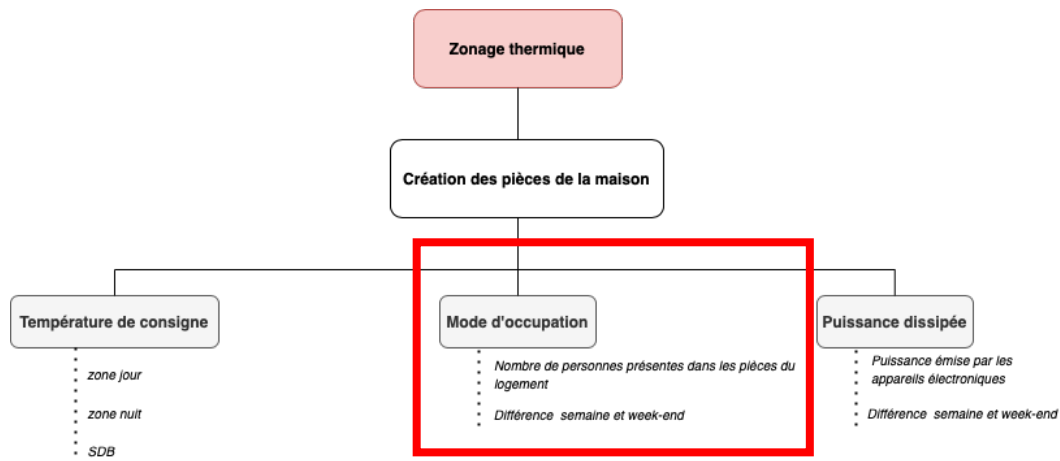 Zonage thermique
Création des pièces de la maison
Température de consigne
zone jour
zone nuit
SDB
Mode d'occupation
Nombre de personnes présentes dans les pièces du
logement
Différence semaine et week-end
Puissance dissipée
Puissance émise par les
appareils électroniques
Différence semaine et week-end